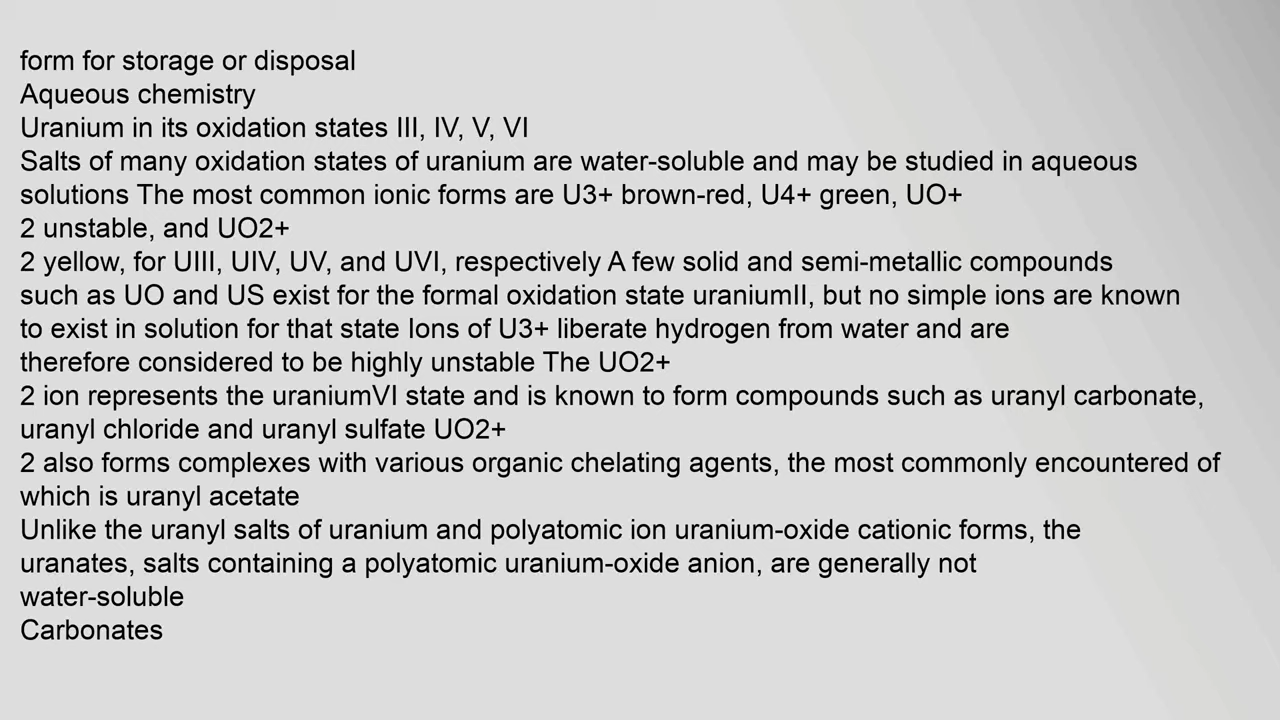 form for storage or disposal
Aqueous chemistry
Uranium in its oxidation states III, IV, V, VI
Salts of many oxidation states of uranium are water-soluble and may be studied in aqueous
solutions The most common ionic forms are U3+ brown-red, U4+ green, UO+
2 unstable, and UO2+
2 yellow, for UIII, UIV, UV, and UVI, respectively A few solid and semi-metallic compounds
such as UO and US exist for the formal oxidation state uraniumII, but no simple ions are known
to exist in solution for that state Ions of U3+ liberate hydrogen from water and are
therefore considered to be highly unstable The UO2+
2 ion represents the uraniumVI state and is known to form compounds such as uranyl carbonate,
uranyl chloride and uranyl sulfate UO2+
2 also forms complexes with various organic chelating agents, the most commonly encountered of
which is uranyl acetate
Unlike the uranyl salts of uranium and polyatomic ion uranium-oxide cationic forms, the
uranates, salts containing a polyatomic uranium-oxide anion, are generally not
water-soluble
Carbonates